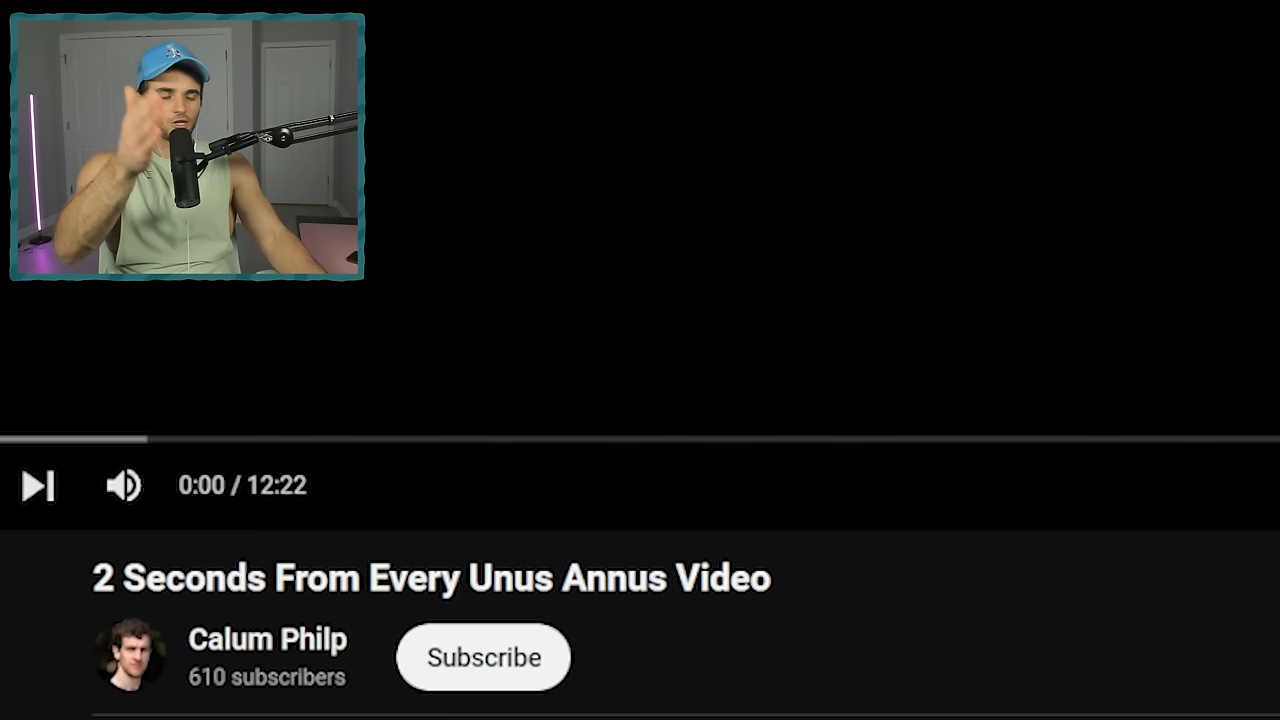 0:00 / 12:22
2 Seconds From Every Unus Annus Video
Calum Philp
610 subscribers
Subscribe